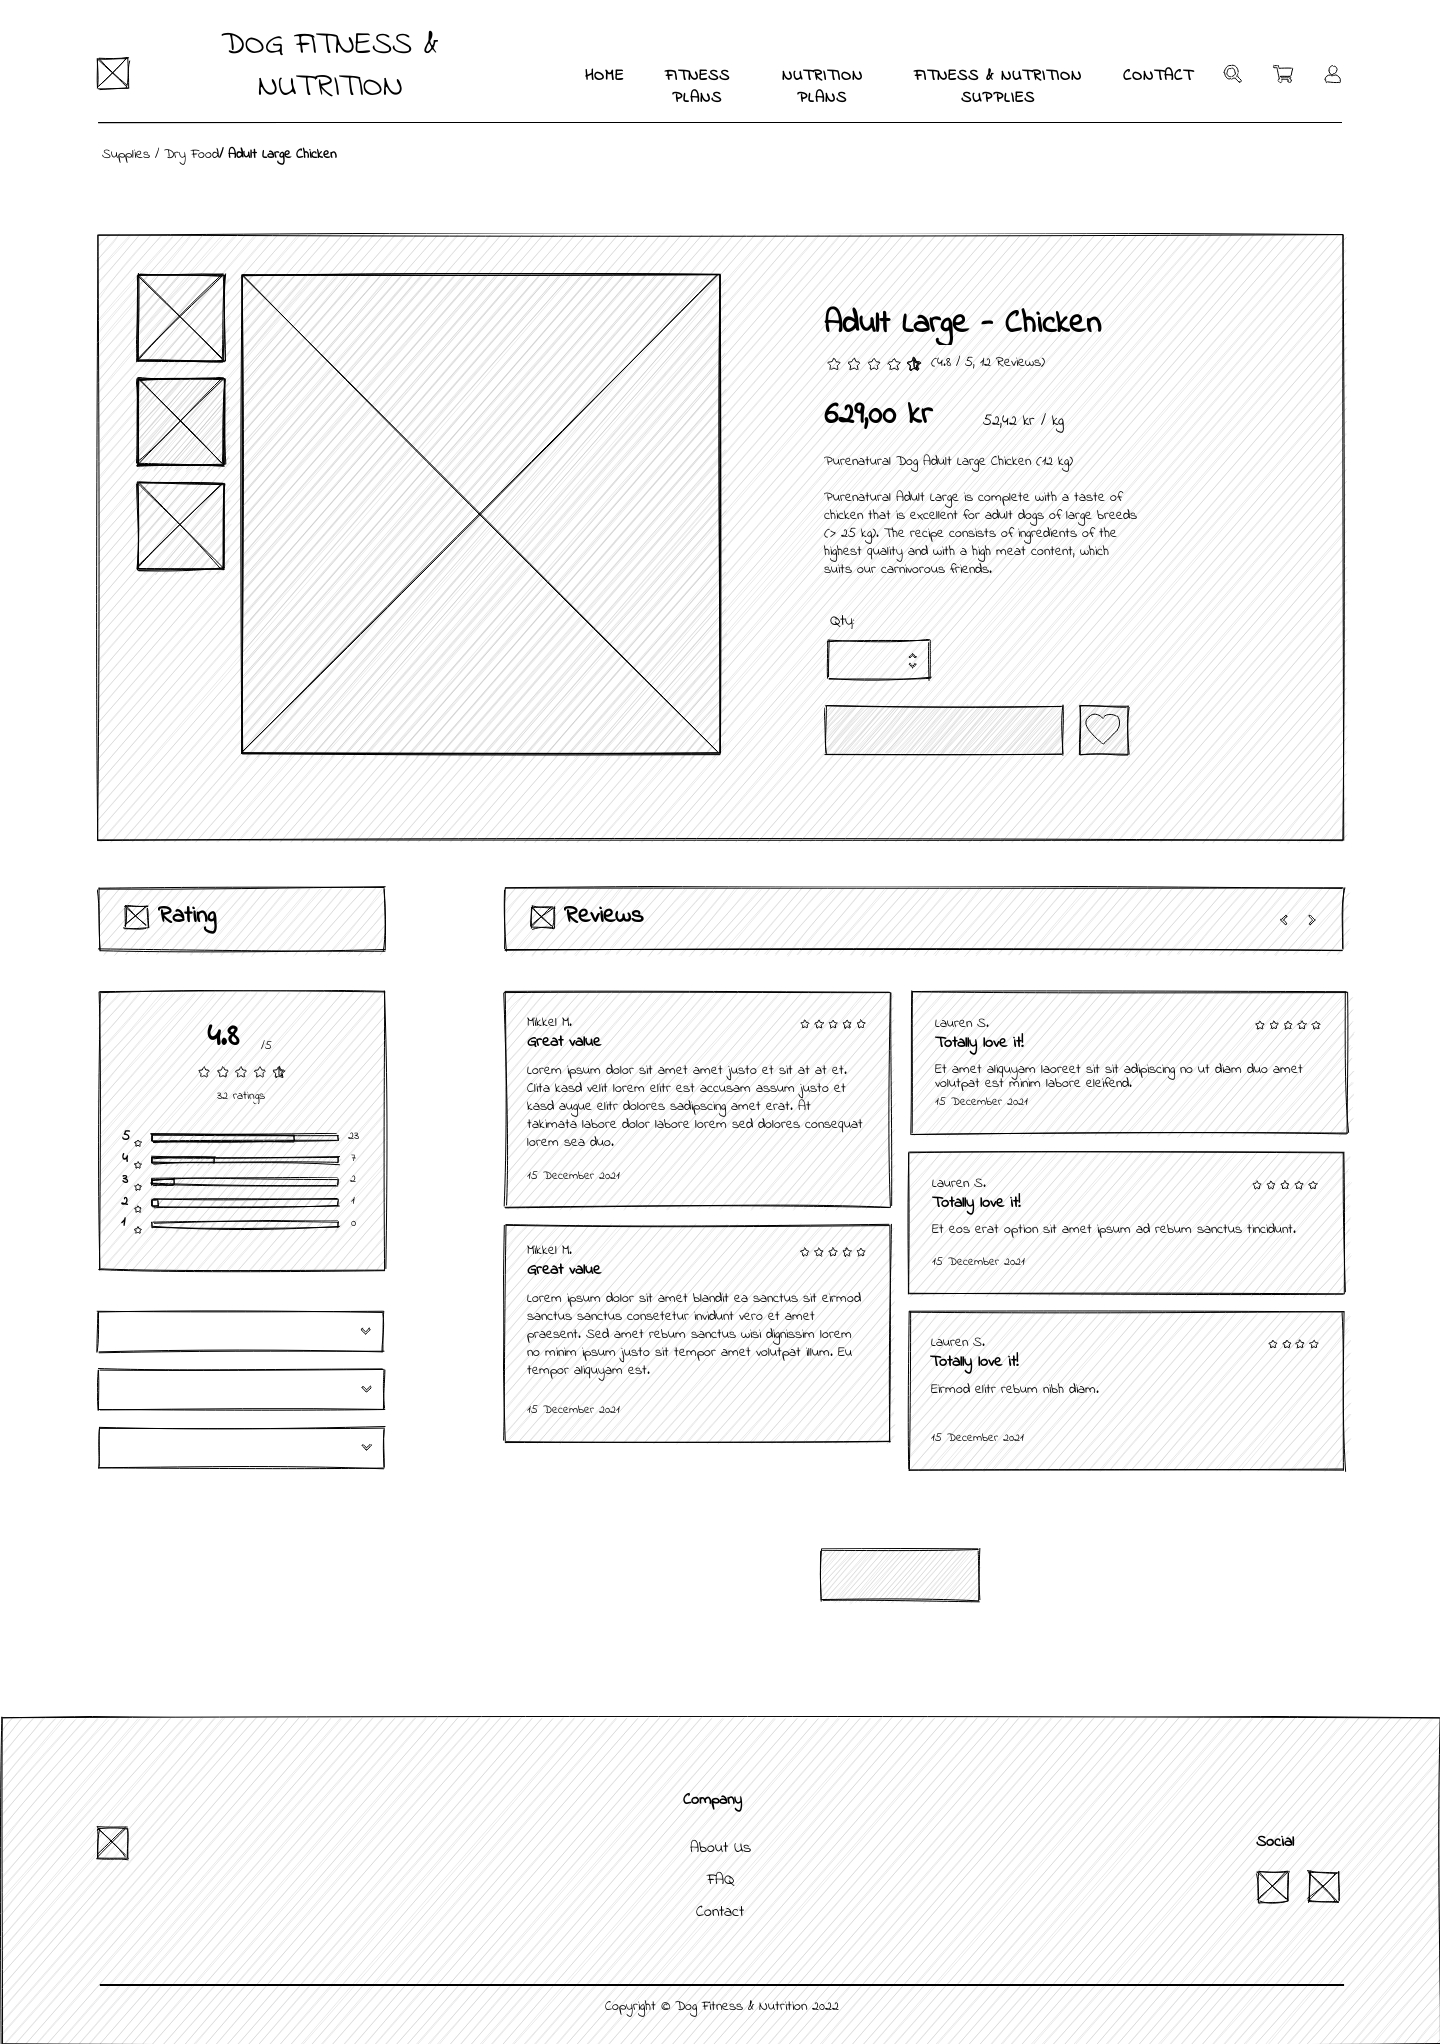 DOG FITNESS &
NUTRITION
HOME
FITNESS
PLANS
NUTRITION
PLANS
FITNESS & NUTRITION
SUPPLIES
CONTACT
Supplies / Dry Food/ Adult Large Chicken
Adult Large - Chicken
(4.8 / 5, 12 Reviews)
629,00 kr
52,42 kr / kg
Purenatural Dog Adult Large Chicken (12 kg)
Purenatural Adult Large is complete with a taste of
chicken that is excellent for adult dogs of large breeds
(> 25 kg). The recipe consists of ingredients of the
highest quality and with a high meat content, which
suits our carnivorous friends.
Qty:
Rating
4.8 /5
32 ratings
5 23
4 7
3 2
2 1
1 0
Reviews
Mikkel M.
Great value
Lorem ipsum dolor sit amet amet justo et sit at at et.
Clita kasd velit lorem elitr est accusam assum justo et
kasd augue elitr dolores sadipscing amet erat. At
takimata labore dolor labore lorem sed dolores consequat
lorem sea duo.
15 December 2021
Mikkel M.
Great value
Lorem ipsum dolor sit amet blandit ea sanctus sit eirmod
sanctus sanctus consetetur invidunt vero et amet
praesent. Sed amet rebum sanctus wisi dignissim lorem
no minim ipsum justo sit tempor amet volutpat illum. Eu
tempor aliquyam est.
15 December 2021
Lauren S.
Totally love it!
Et amet aliquyam laoreet sit sit adipiscing no ut diam duo amet
volutpat est minim labore eleifend.
15 December 2021
Lauren S.
Totally love it!
Et eos erat option sit amet ipsum ad rebum sanctus tincidunt.
15 December 2021
Lauren S.
Totally love it!
Eirmod elitr rebum nibh diam.
15 December 2021
Company
About Us
FAQ
Contact
Social
Copyright © Dog Fitness & Nutrition 2022